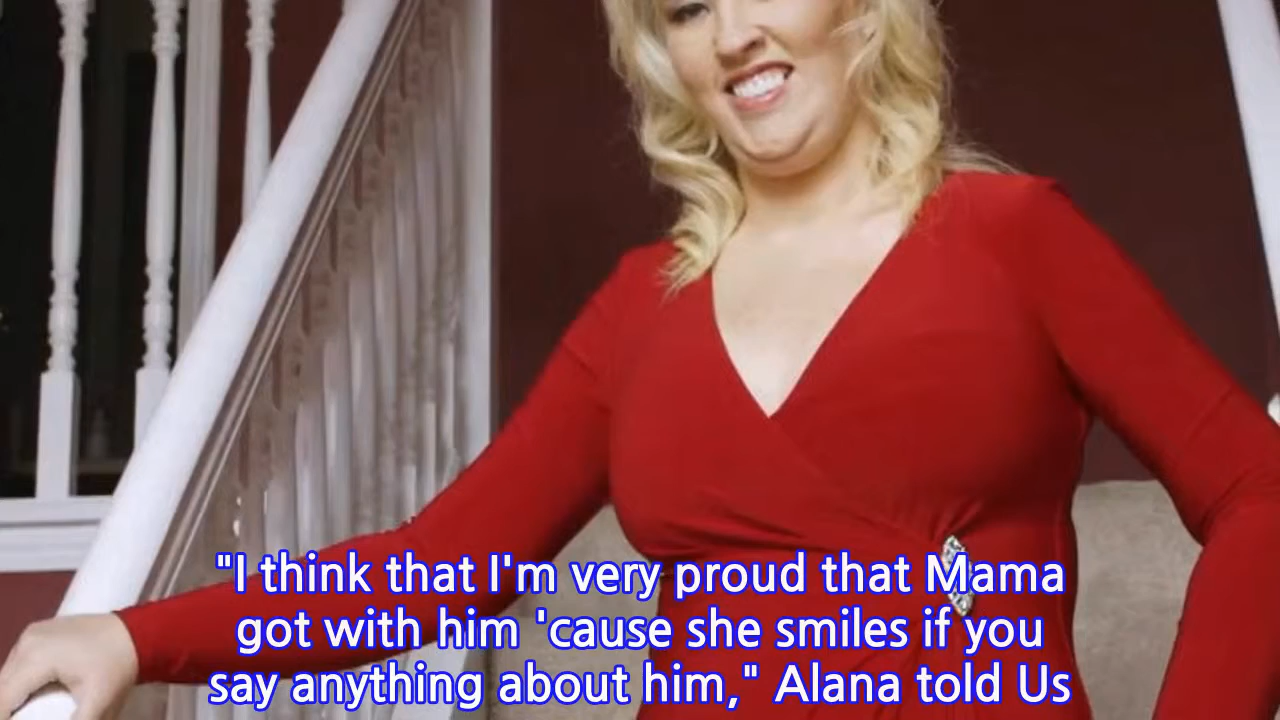 "I think that I'm very proud that Mama
got with him 'cause she smiles if you
say anything about him," Alana told Us